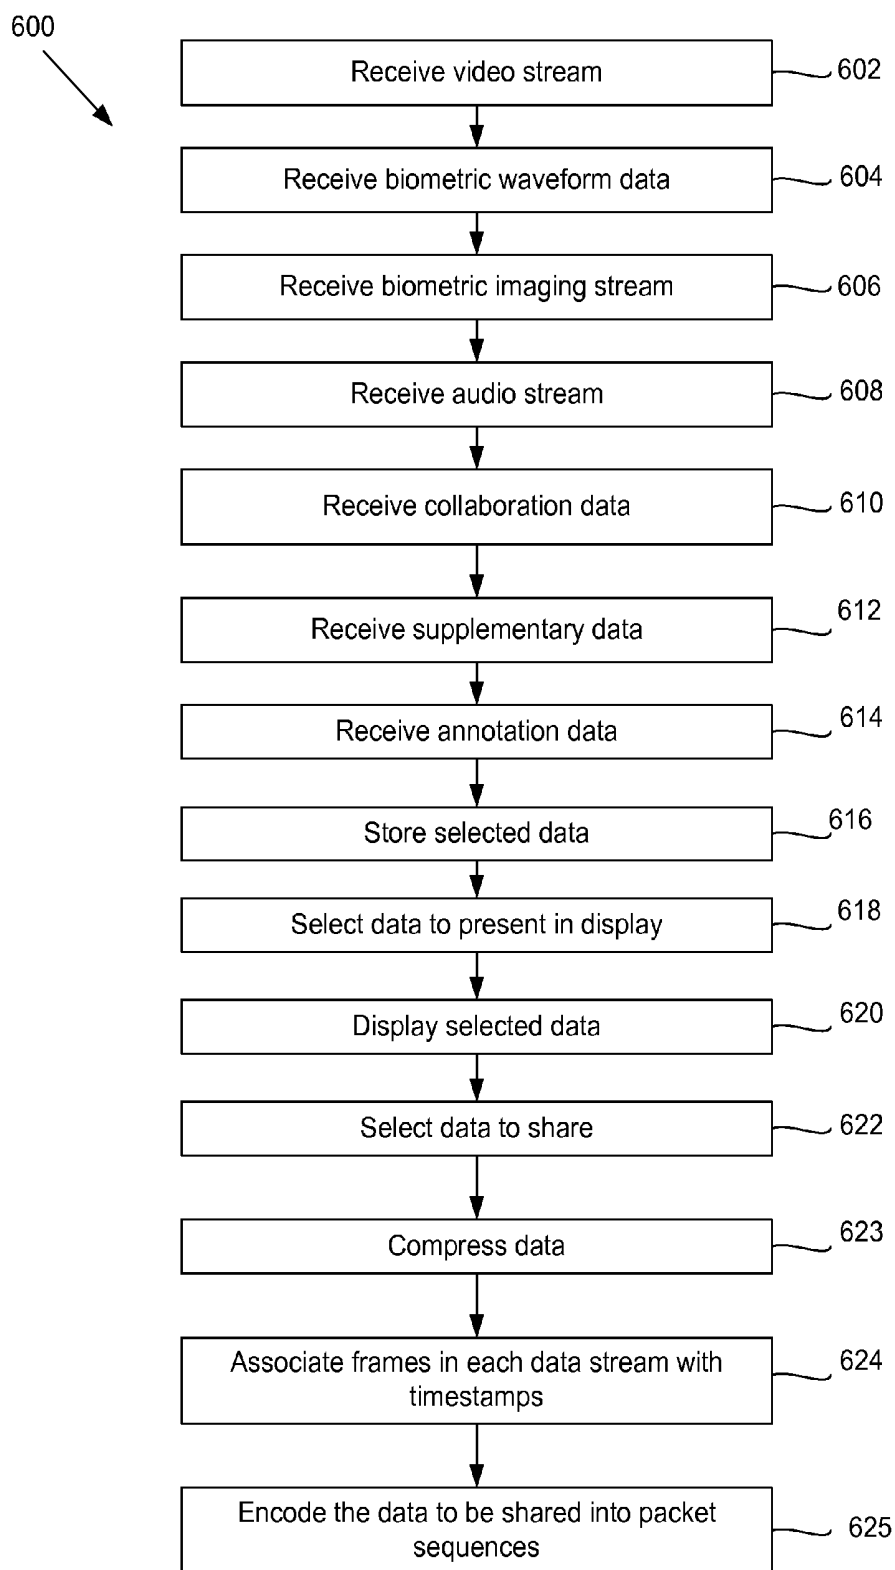 600
Receive video stream
602
Receive biometric waveform data
604
Receive biometric imaging stream
606
Receive audio stream
608
Receive collaboration data
610
Receive supplementary data
612
Receive annotation data
614
Store selected data
616
Select data to present in display
618
Display selected data
620
Select data to share
622
Compress data
623
Associate frames in each data stream with
timestamps
624
Encode the data to be shared into packet
sequences
625